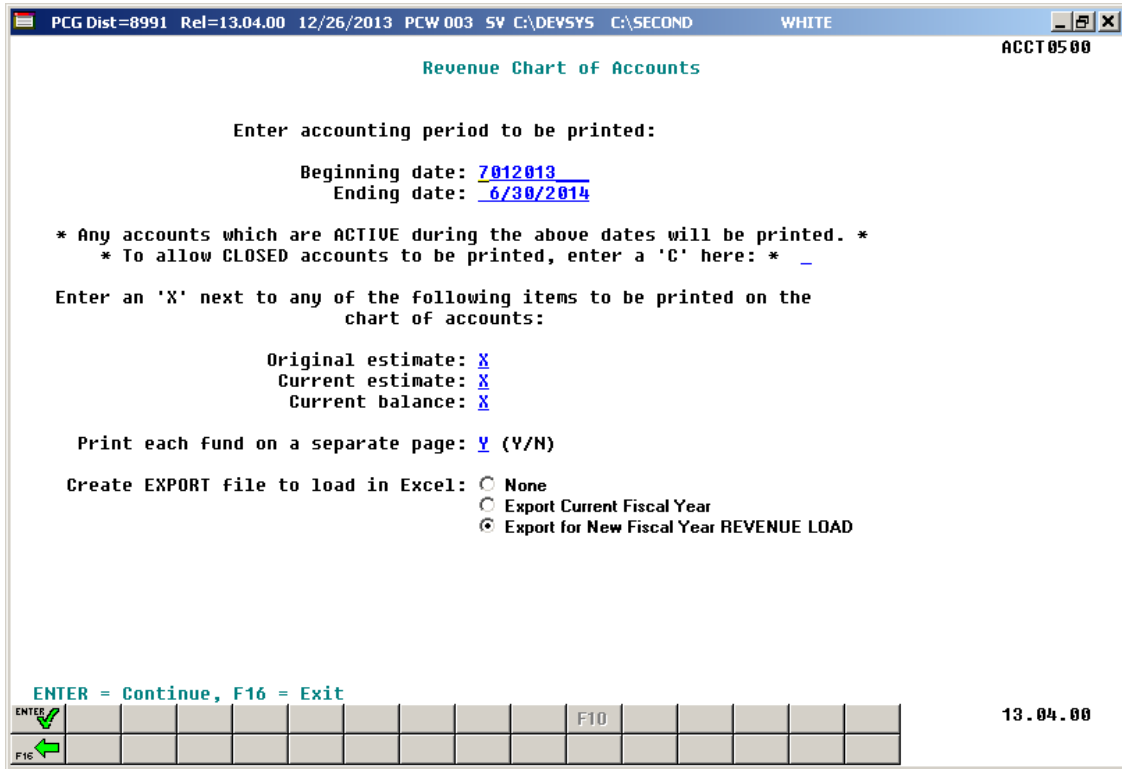 PCG Dist=8991 Rel=13.04.00 12/26/2013 PCW 003 SV C:\DEVSYS C:\SECOND WHITE
ACCT0500
Revenue Chart of Accounts
Enter accounting period to be printed:
Beginning date: 7012013___
Ending date: _6/30/2014
* Any accounts which are ACTIVE during the above dates will be printed. *
* To allow CLOSED accounts to be printed, enter a 'C' here: * _
Enter an 'X' next to any of the following items to be printed on the
chart of accounts:
Original estimate: X
Current estimate: X
Current balance: X
Print each fund on a separate page: Y (Y/N)
Create EXPORT file to load in Excel: None
Export Current Fiscal Year
Export for New Fiscal Year REVENUE LOAD
ENTER = Continue, F16 = Exit
ENTER F10 13.04.00
F16